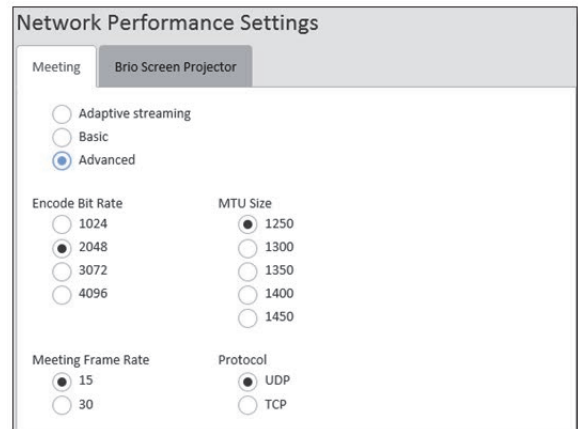 Network Performance Settings
Meeting
Brio Screen Projector
Adaptive streaming
Basic
Advanced
Encode Bit Rate
1024
2048
3072
4096
MTU Size
1250
1300
1350
1400
1450
Meeting Frame Rate
15
30
Protocol
UDP
TCP